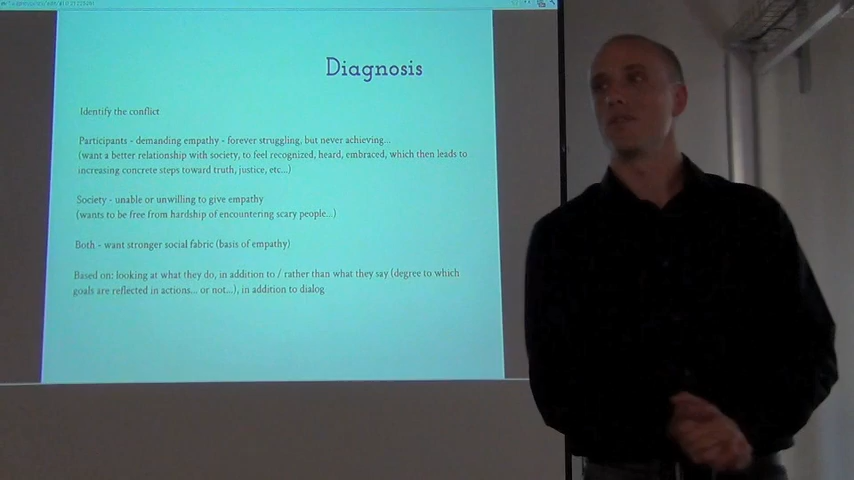 Diagnosis
Identify the conflict
Participants - demanding empathy - forever struggling, but never achieving...
(want a better relationship with society, to feel recognized, heard, embraced, which then leads to
increasing concrete steps toward truth, justice, etc...)
Society - unable or unwilling to give empathy
(wants to be free from hardship of encountering scary people...)
Both - want stronger social fabric (basis of empathy)
Based on: looking at what they do, in addition to / rather than what they say (degree to which
goals are reflected in actions... or not...), in addition to dialog